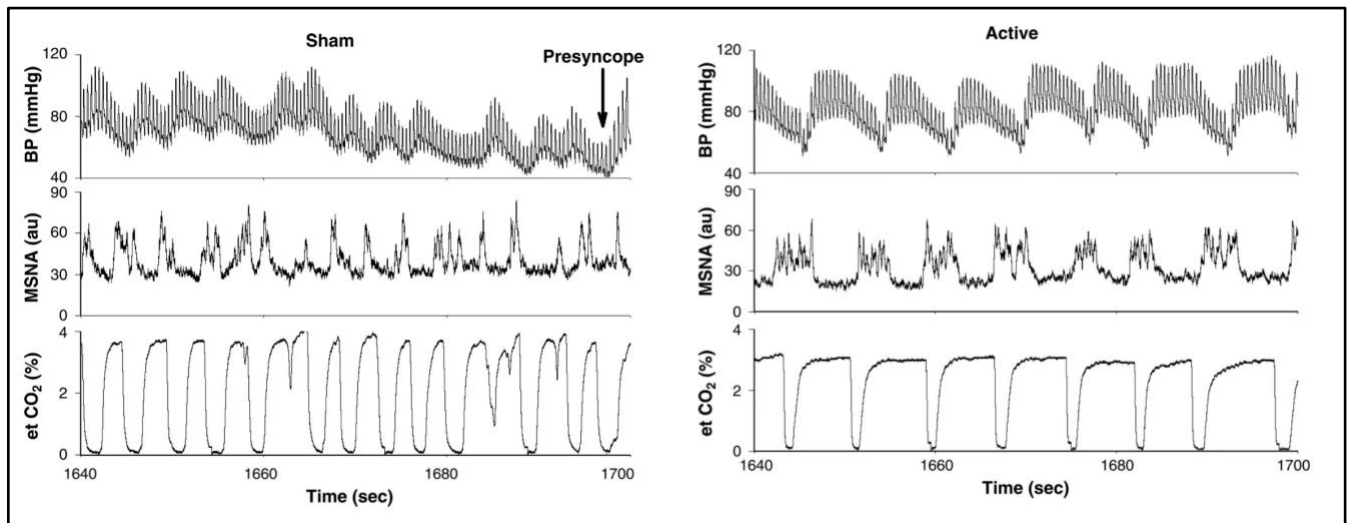 Sham
Presyncope
BP (mmHg)
120
80
40
MSNA (au)
90
60
30
0
et CO2 (%)
4
2
0
1640
1660
1680
1700
Time (sec)
Active
BP (mmHg)
120
80
40
MSNA (au)
90
60
30
0
et CO2 (%)
4
2
0
1640
1660
1680
1700
Time (sec)